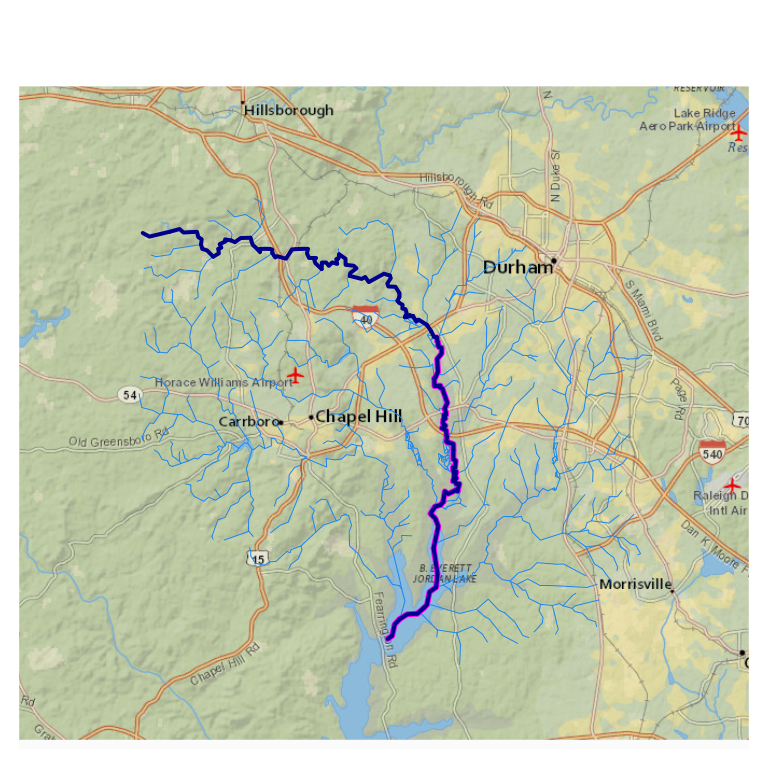 RESERVOIR
Hillsborough
Lake Ridge
Aero Park Airport
Res
N
Hillsborough Rd
N Duke St
Durham
S Miami Blvd
40
Horace Williams Airport
54
Page Rd
Chapel Hill
Carrboro
70
Old Greensboro Rd
540
Raleigh D
Intl Air
Dan K Moore F
15
B. EVERETT
JORDAN LAKE
Morrisville
Fearrington Rd
Chapel Hill Rd
C
Rd
Gra